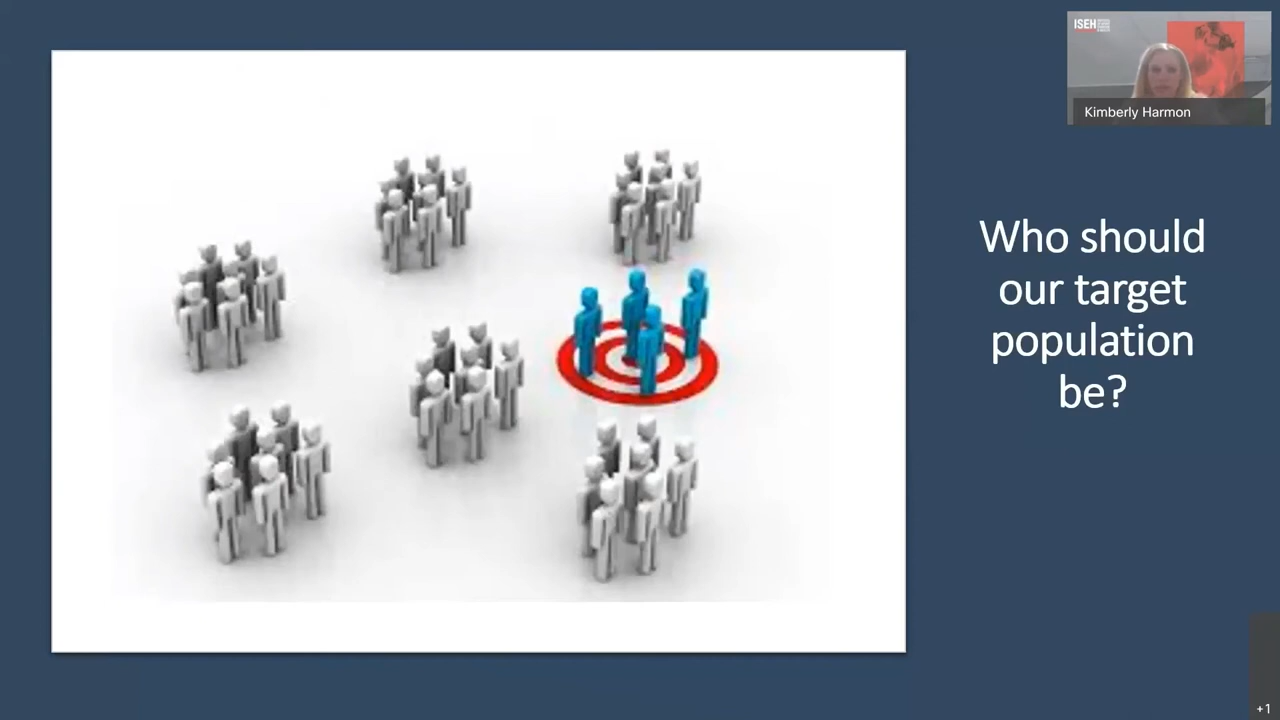 ISEH
Kimberly Harmon
Who should
our target
population
be?
+1